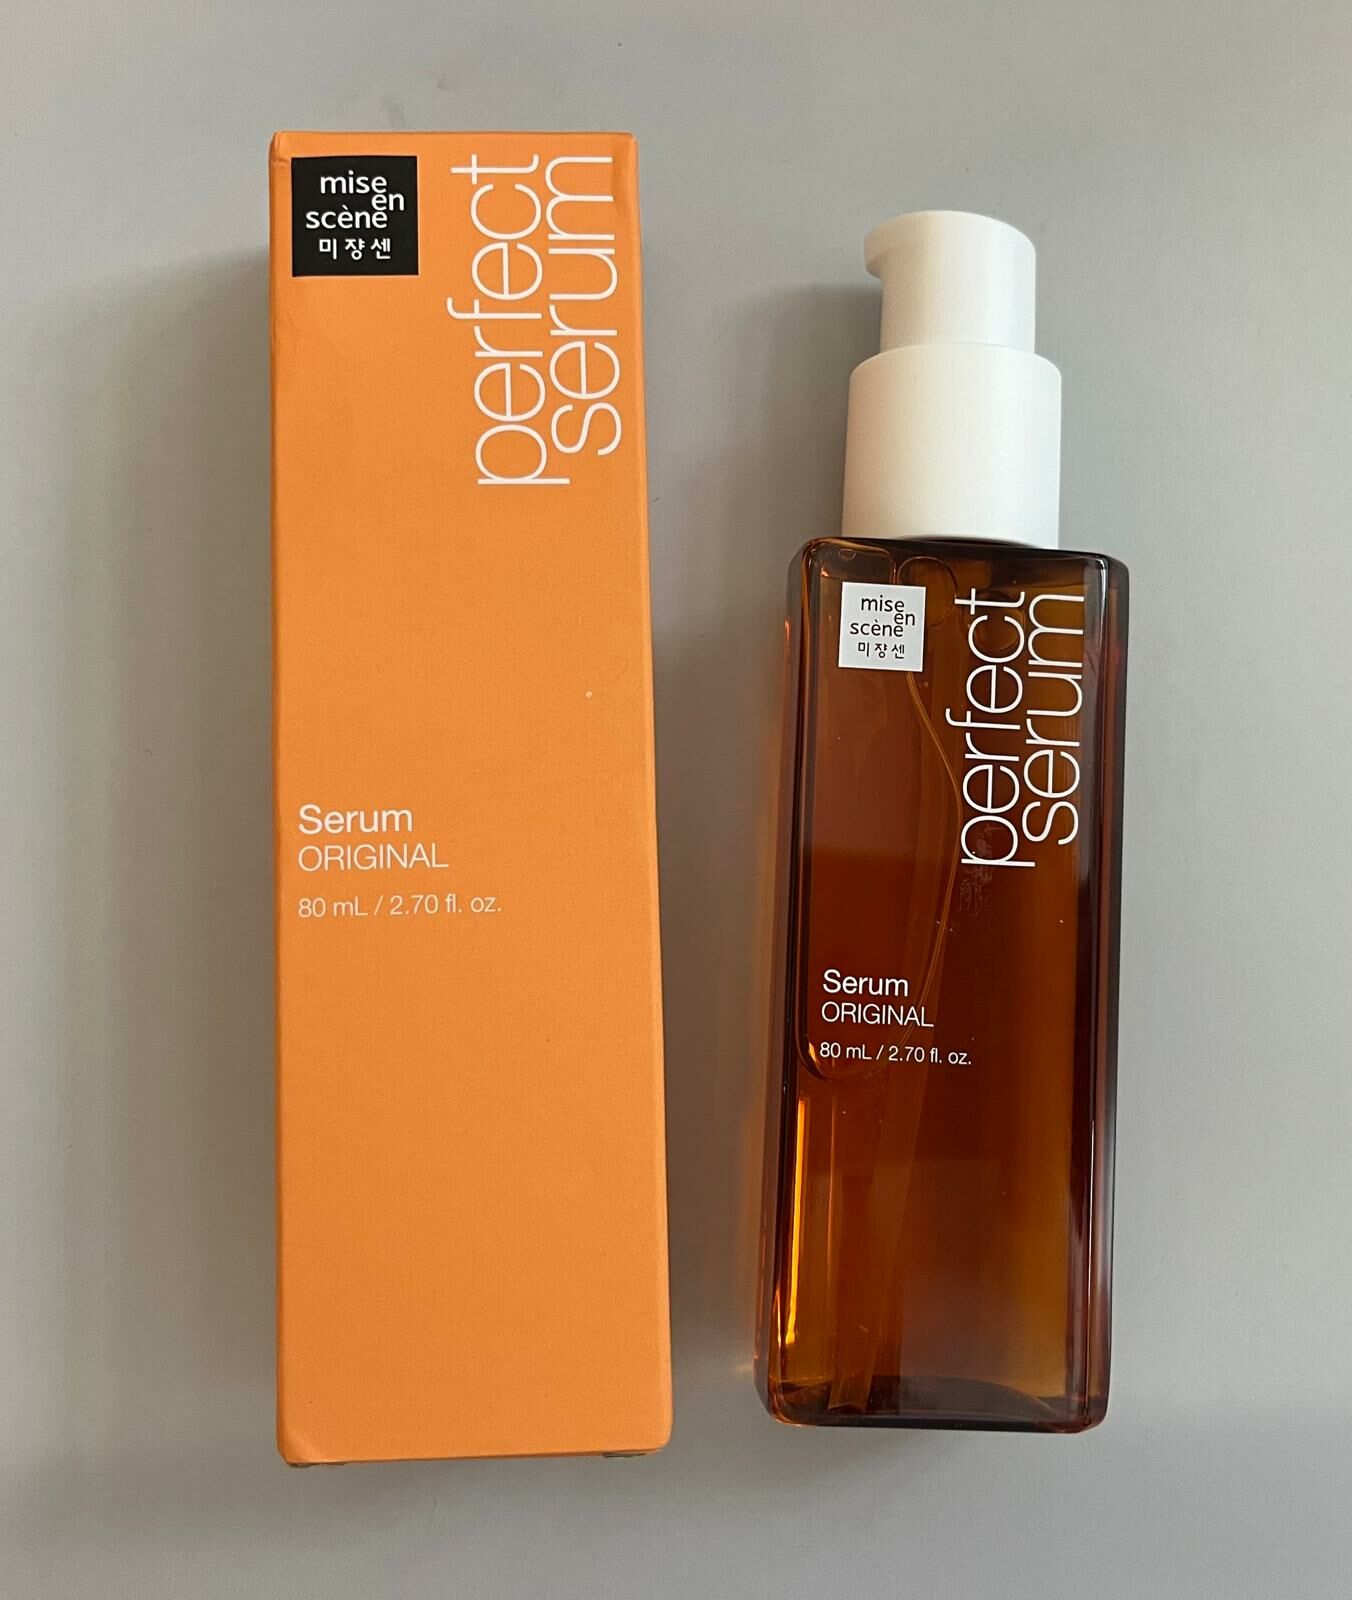 mise
en
scène
미쟝센
perfect
serum
Serum
ORIGINAL
80 mL / 2.70 fl. oz.
mise
en
scène
미쟝센
perfect
serum
Serum
ORIGINAL
80 mL / 2.70 fl. oz.